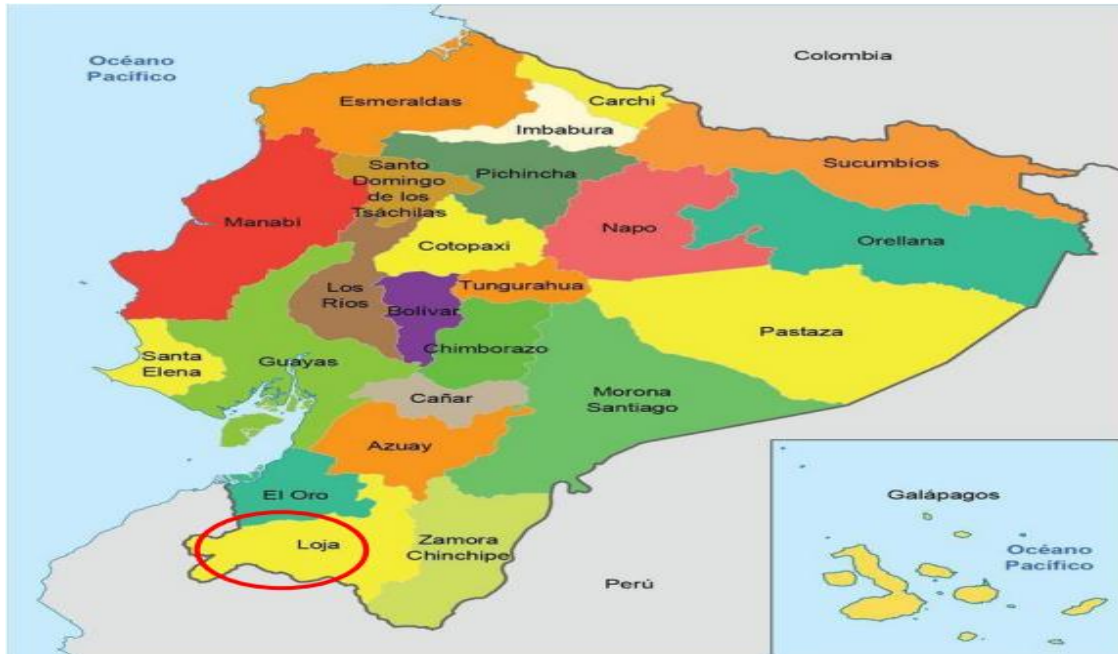 Océano
Pacífico
Colombia
Esmeraldas
Carchi
Imbabura
Sucumbíos
Santo
Domingo
de los
Tsáchilas
Pichincha
Manabí
Napo
Orellana
Cotopaxi
Los
Ríos
Bolívar
Tungurahua
Pastaza
Santa
Elena
Guayas
Chimborazo
Cañar
Morona
Santiago
Azuay
El Oro
Galápagos
Loja
Zamora
Chinchipe
Océano
Pacífico
Perú